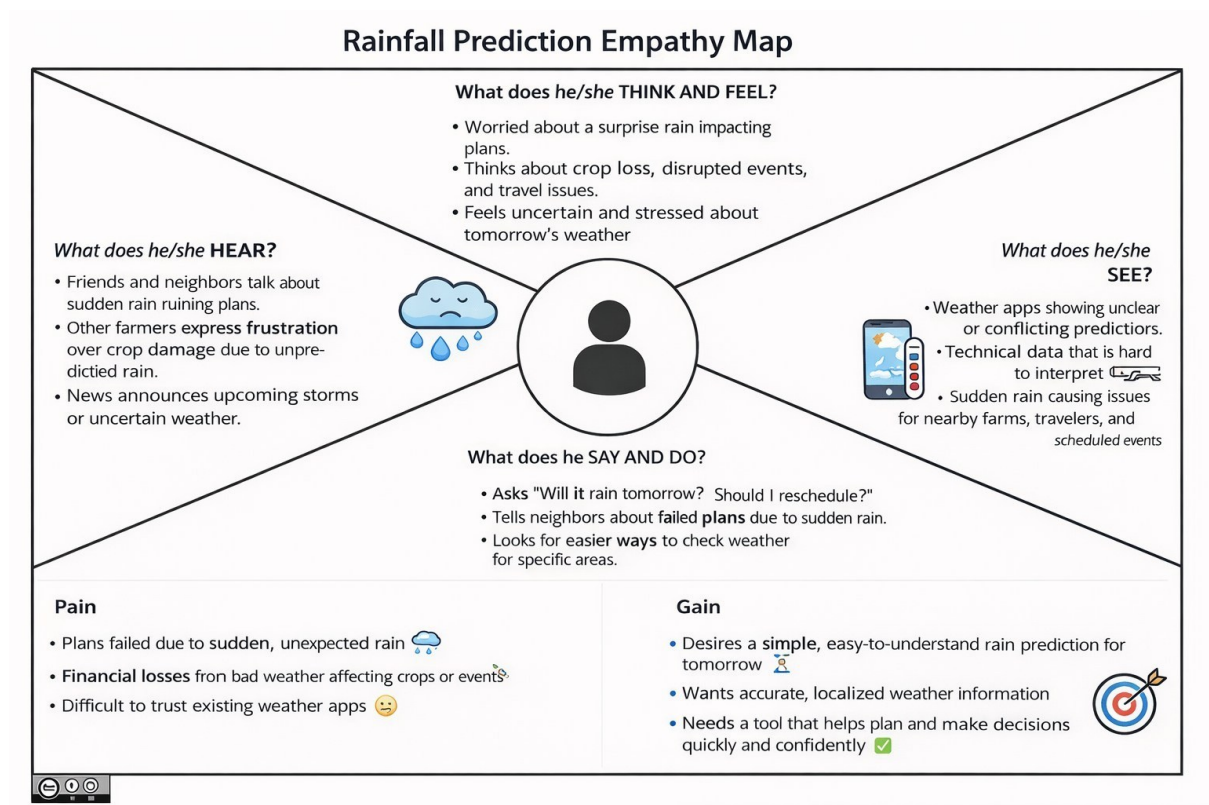 Rainfall Prediction Empathy Map
What does he/she THINK AND FEEL?
• Worried about a surprise rain impacting
plans.
• Thinks about crop loss, disrupted events,
and travel issues.
• Feels uncertain and stressed about
tomorrow's weather
What does he/she HEAR?
• Friends and neighbors talk about
sudden rain ruining plans.
• Other farmers express frustration
over crop damage due to unpre-
dictied rain.
• News announces upcoming storms
or uncertain weather.
What does he/she
SEE?
• Weather apps showing unclear
or conflicting predictiors.
• Technical data that is hard
to interpret
• Sudden rain causing issues
for nearby farms, travelers, and
scheduled events
What does he SAY AND DO?
• Asks "Will it rain tomorrow? Should I reschedule?"
• Tells neighbors about failed plans due to sudden rain.
• Looks for easier ways to check weather
for specific areas.
Pain
• Plans failed due to sudden, unexpected rain
• Financial losses fron bad weather affecting crops or events
• Difficult to trust existing weather apps
Gain
• Desires a simple, easy-to-understand rain prediction for
tomorrow
• Wants accurate, localized weather information
• Needs a tool that helps plan and make decisions
quickly and confidently